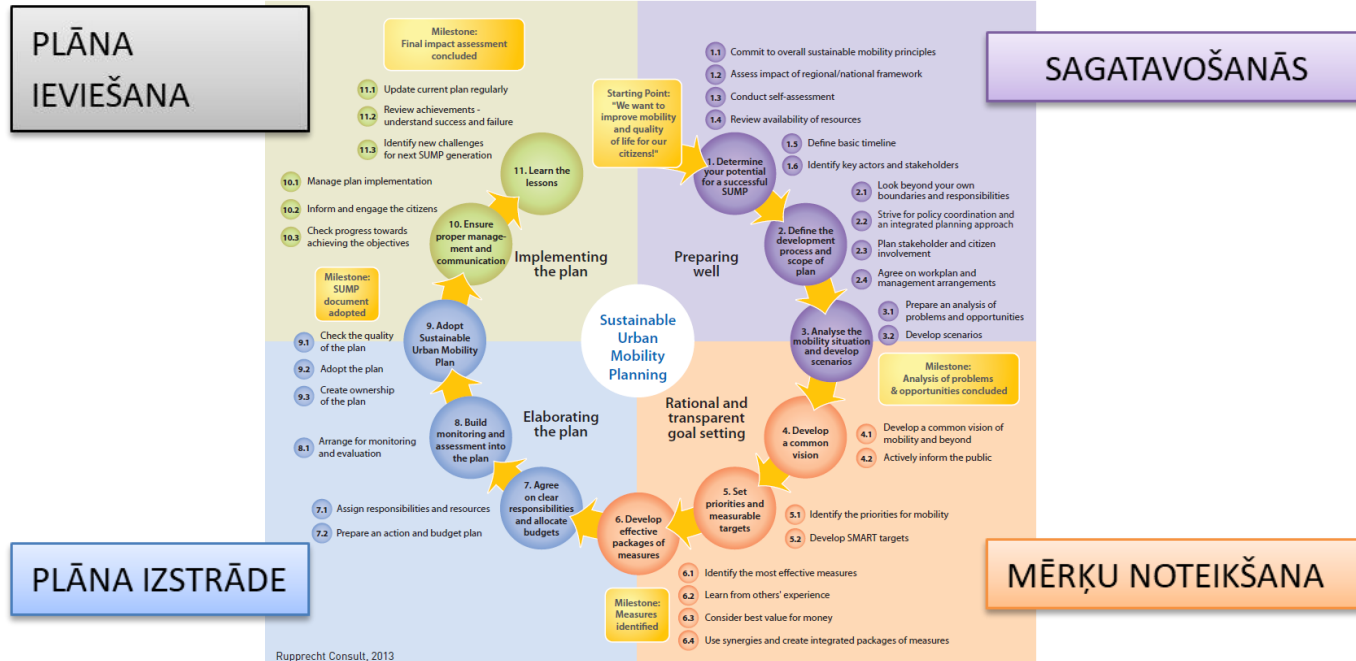 PLĀNA
IEVIEŠANA
SAGATAVOŠANĀS
PLĀNA IZSTRĀDE
MĒRĶU NOTEIKŠANA
Sustainable
Urban
Mobility
Planning
Starting Point:
"We want to
improve mobility
and quality
of life for our
citizens!"
Preparing
well
1. Determine
your potential
for a successful
SUMP
1.1 Commit to overall sustainable mobility principles
1.2 Assess impact of regional/national framework
1.3 Conduct self-assessment
1.4 Review availability of resources
1.5 Define basic timeline
1.6 Identify key actors and stakeholders
2. Define the
development
process and
scope of
plan
2.1 Look beyond your own
boundaries and responsibilities
2.2 Strive for policy coordination and
an integrated planning approach
2.3 Plan stakeholder and citizen
involvement
2.4 Agree on workplan and
management arrangements
3. Analyse the
mobility situation
and develop
scenarios
3.1 Prepare an analysis of
problems and opportunities
3.2 Develop scenarios
Milestone:
Analysis of problems
& opportunities concluded
Rational and
transparent
goal setting
4. Develop
a common
vision
4.1 Develop a common vision of
mobility and beyond
4.2 Actively inform the public
5. Set
priorities and
measurable
targets
5.1 Identify the priorities for mobility
5.2 Develop SMART targets
6. Develop
effective
packages of
measures
6.1 Identify the most effective measures
6.2 Learn from others' experience
6.3 Consider best value for money
6.4 Use synergies and create integrated packages of measures
Milestone:
Measures
identified
Elaborating
the plan
7. Agree
on clear
responsibilities
and allocate
budgets
7.1 Assign responsibilities and resources
7.2 Prepare an action and budget plan
8. Build
monitoring and
assessment into
the plan
8.1 Arrange for monitoring
and evaluation
9. Adopt
Sustainable
Urban Mobility
Plan
9.1 Check the quality
of the plan
9.2 Adopt the plan
9.3 Create ownership
of the plan
Milestone:
SUMP
document
adopted
Implementing
the plan
10. Ensure
proper manage-
ment and
communication
10.1 Manage plan implementation
10.2 Inform and engage the citizens
10.3 Check progress towards
achieving the objectives
11. Learn the
lessons
11.1 Update current plan regularly
11.2 Review achievements -
understand success and failure
11.3 Identify new challenges
for next SUMP generation
Milestone:
Final impact assessment
concluded
Rupprecht Consult, 2013